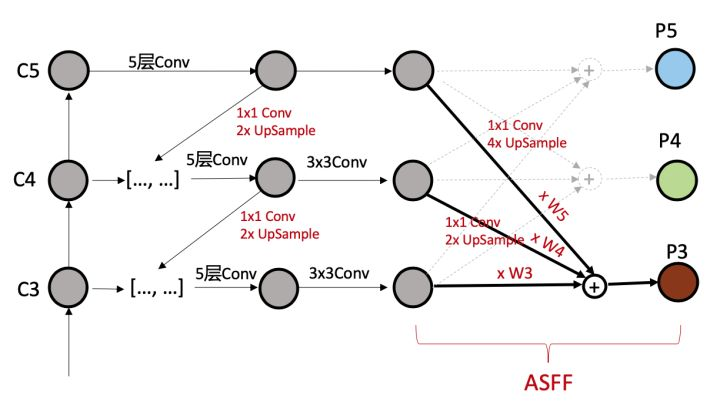 P5
C5
5层Conv
+
1x1 Conv
2x UpSample
1x1 Conv
4x UpSample
P4
C4
[..., ...]
5层Conv
3x3Conv
+
x W5
1x1 Conv
2x UpSample
1x1 Conv
2x UpSample
x W4
P3
C3
[..., ...]
5层Conv
3x3Conv
x W3
+
ASFF